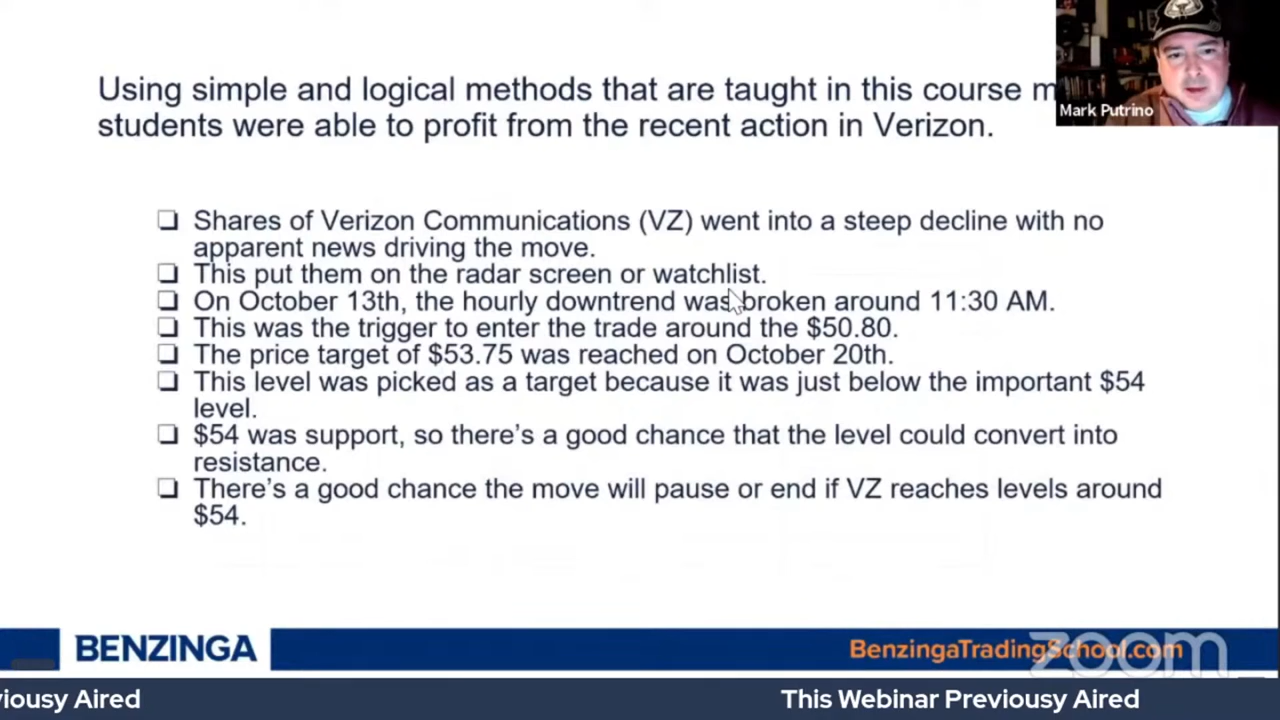 Using simple and logical methods that are taught in this course m
students were able to profit from the recent action in Verizon.
Mark Putrino
❑ Shares of Verizon Communications (VZ) went into a steep decline with no
apparent news driving the move.
❑ This put them on the radar screen or watchlist.
❑ On October 13th, the hourly downtrend was broken around 11:30 AM.
❑ This was the trigger to enter the trade around the $50.80.
❑ The price target of $53.75 was reached on October 20th.
❑ This level was picked as a target because it was just below the important $54
level.
❑ $54 was support, so there's a good chance that the level could convert into
resistance.
❑ There's a good chance the move will pause or end if VZ reaches levels around
$54.
BENZINGA
BenzingaTradingSchool.com
zoom
viousy Aired
This Webinar Previousy Aired